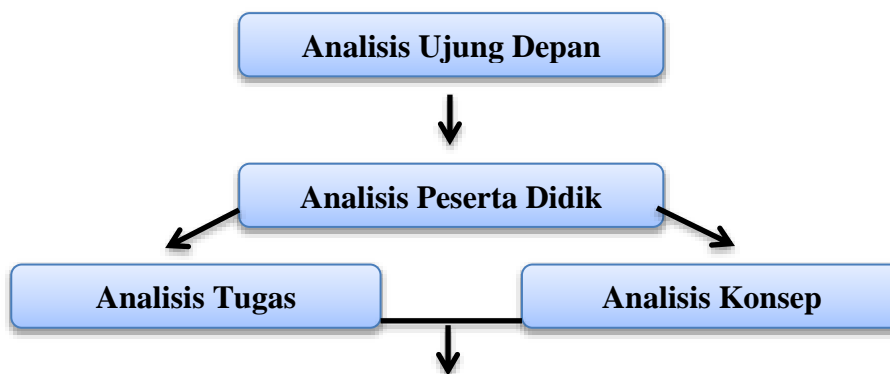 Analisis Ujung Depan
Analisis Peserta Didik
Analisis Tugas
Analisis Konsep